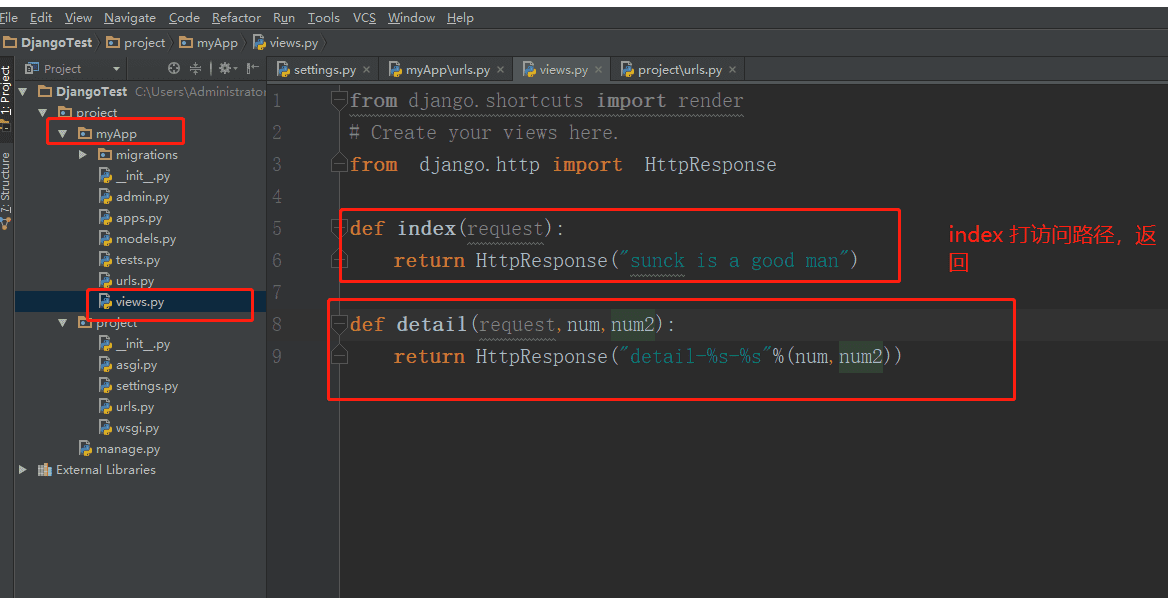 File Edit View Navigate Code Refactor Run Tools VCS Window Help
DjangoTest project myApp views.py
1: Project
7: Structure
Project
settings.py myApp\urls.py views.py project\urls.py
DjangoTest C:\Users\Administrator
project
myApp
migrations
__init__.py
admin.py
apps.py
models.py
tests.py
urls.py
views.py
project
__init__.py
asgi.py
settings.py
urls.py
wsgi.py
manage.py
External Libraries
1 from django.shortcuts import render
2 # Create your views here.
3 from django.http import HttpResponse
4
5 def index(request):
6 return HttpResponse("sunck is a good man")
7
8 def detail(request,num,num2):
9 return HttpResponse("detail-%s-%s"%(num,num2))
index 打访问路径，返
回